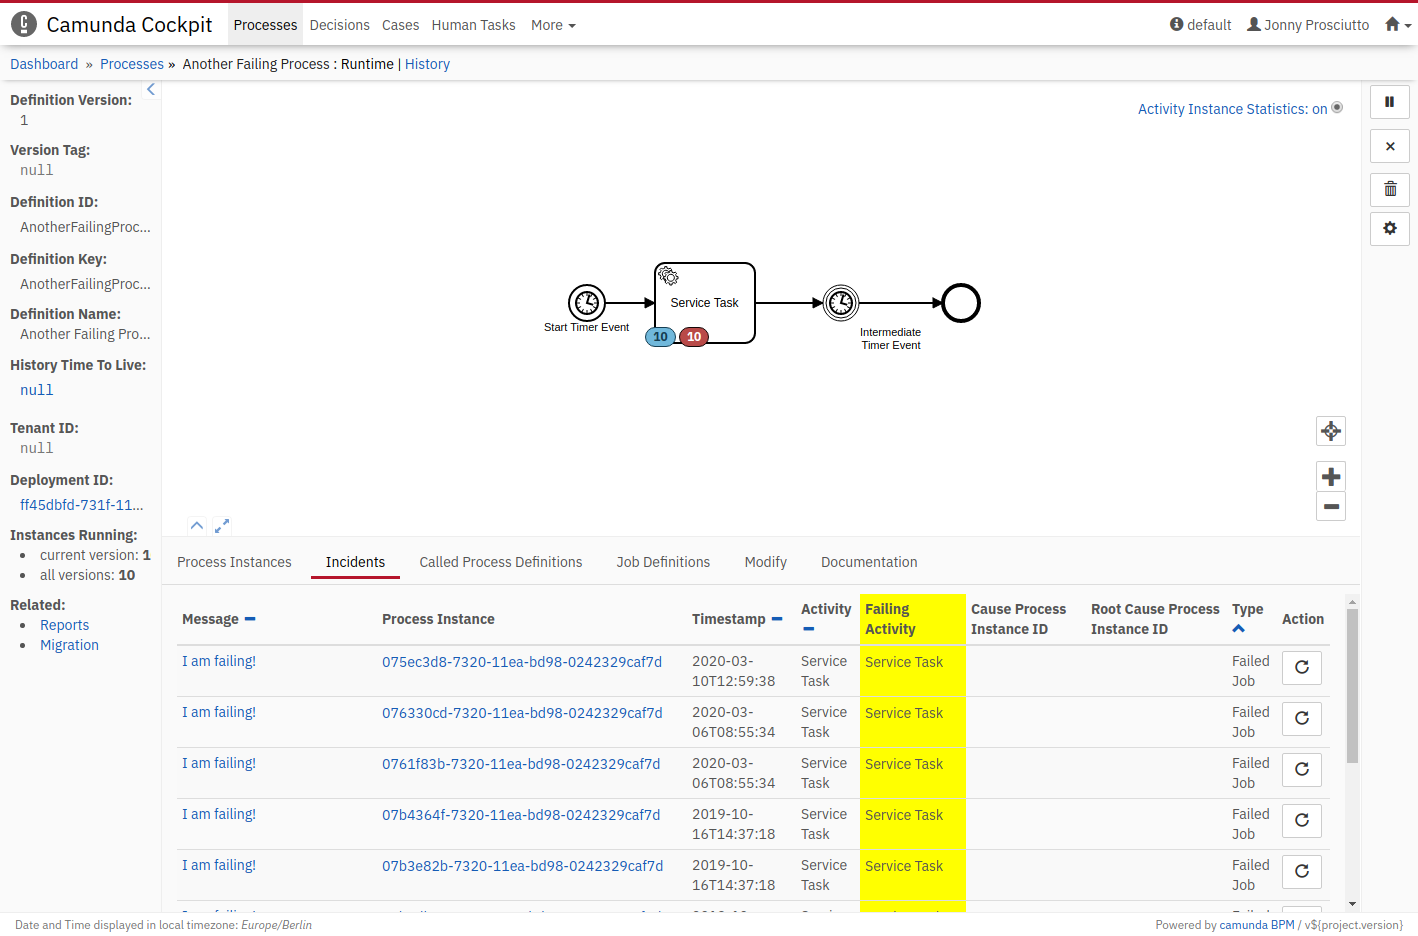 Camunda Cockpit Processes Decisions Cases Human Tasks More default Jonny Prosciutto
Dashboard » Processes » Another Failing Process : Runtime | History
Definition Version:
1
Version Tag:
null
Definition ID:
AnotherFailingProc...
Definition Key:
AnotherFailingProc...
Definition Name:
Another Failing Pro...
History Time To Live:
null
Tenant ID:
null
Deployment ID:
ff45dbfd-731f-11...
Instances Running:
current version: 1
all versions: 10
Related:
Reports
Migration
Activity Instance Statistics: on
Service Task
Start Timer Event
10 10
Intermediate
Timer Event
Process Instances Incidents Called Process Definitions Job Definitions Modify Documentation
Message Process Instance Timestamp Activity Failing Activity Cause Process Instance ID Root Cause Process Instance ID Type Action
I am failing! 075ec3d8-7320-11ea-bd98-0242329caf7d 2020-03-10T12:59:38 Service Task Service Task Failed Job
I am failing! 076330cd-7320-11ea-bd98-0242329caf7d 2020-03-06T08:55:34 Service Task Service Task Failed Job
I am failing! 0761f83b-7320-11ea-bd98-0242329caf7d 2020-03-06T08:55:34 Service Task Service Task Failed Job
I am failing! 07b4364f-7320-11ea-bd98-0242329caf7d 2019-10-16T14:37:18 Service Task Service Task Failed Job
I am failing! 07b3e82b-7320-11ea-bd98-0242329caf7d 2019-10-16T14:37:18 Service Task Service Task Failed Job
Date and Time displayed in local timezone: Europe/Berlin
Powered by camunda BPM / v${project.version}